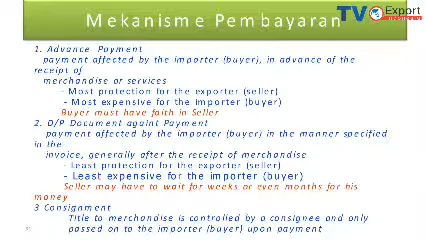 Mekanisme Pembayaran
TVO Export
1. Advance Payment
payment affected by the importer (buyer), in advance of the
receipt of
merchandise or services
- Most protection for the exporter (seller)
- Most expensive for the importer (buyer)
Buyer must have faith in Seller
2. D/P Document againt Payment
payment affected by the importer (buyer) in the manner specified
in the
invoice, generally after the receipt of merchandise
- Least protection for the exporter (seller)
- Least expensive for the importer (buyer)
Seller may have to wait for weeks or even months for his
money
3 Consignment
Title to merchandise is controlled by a consignee and only
passed on to the importer (buyer) upon payment